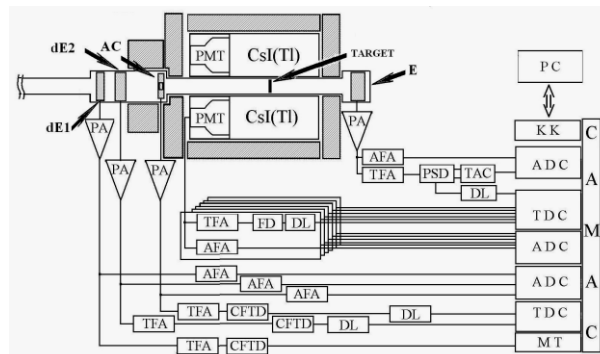 dE2 AC
PMT CsI(Tl)
TARGET
E
dE1
PMT CsI(Tl)
PC
PA
PA
PA
PA
KK
C A M A C
AFA
TFA PSD TAC
DL
ADC
TFA FD DL
AFA
TDC
ADC
AFA
AFA
AFA
ADC
TFA CFTD DL
TFA CFTD DL
TDC
TFA CFTD
MT